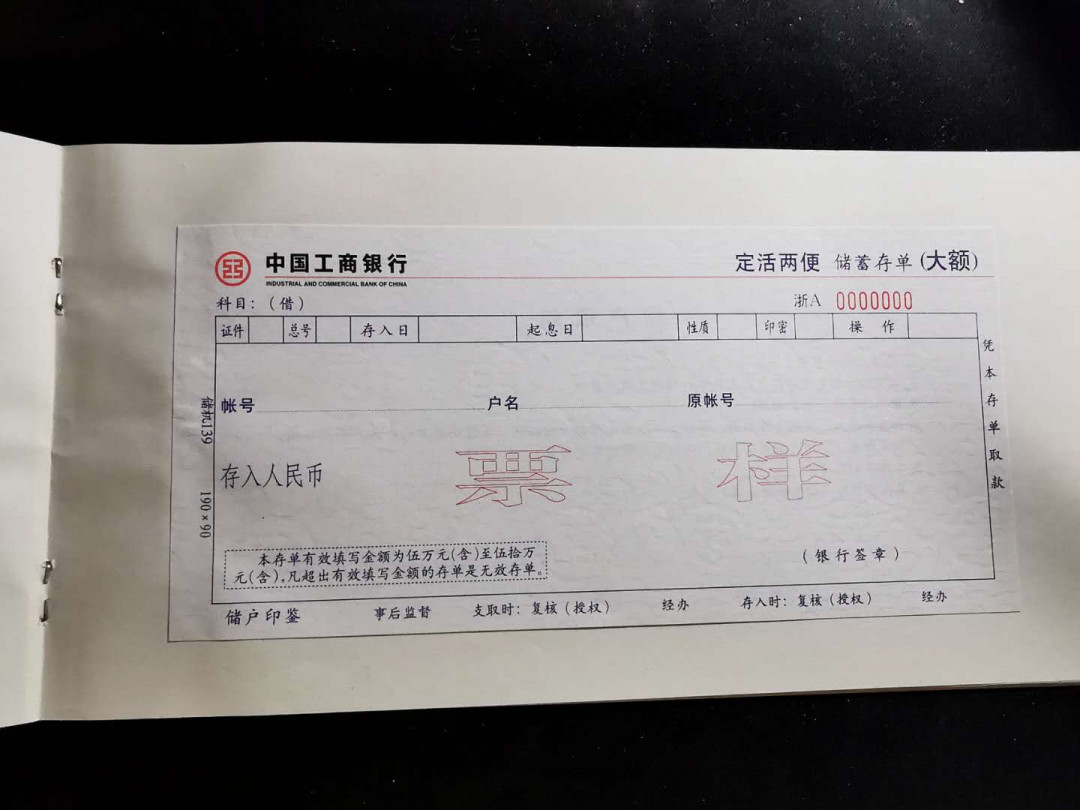 中国工商银行
INDUSTRIAL AND COMMERCIAL BANK OF CHINA
定活两便 储蓄存单(大额)
科目：（借）
浙A 0000000
证件 总号 存入日 起息日 性质 印密 操作
帐号 户名 原帐号
存入人民币
票样
本存单有效填写金额为伍万元(含)至伍拾万
元(含),凡超出有效填写金额的存单是无效存单。
（银行签章）
储户印鉴 事后监督 支取时：复核（授权） 经办 存入时：复核（授权） 经办
凭本存单取款
储杭139 190×90